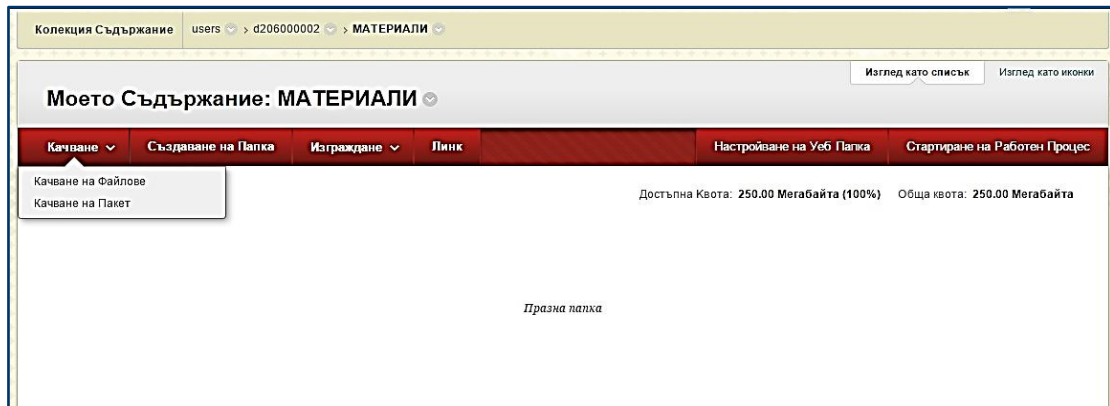 Колекция Съдържание users > d206000002 > МАТЕРИАЛИ
Изглед като списък Изглед като иконки
Моето Съдържание: МАТЕРИАЛИ
Качване Създаване на Папка Изграждане Линк Настройване на Уеб Папка Стартиране на Работен Процес
Качване на Файлове
Качване на Пакет
Достъпна Квота: 250.00 Мегабайта (100%) Обща квота: 250.00 Мегабайта
Празна папка